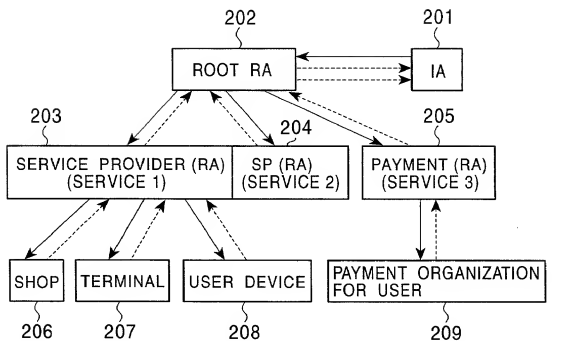 202
201
ROOT RA
IA
203
204
205
SERVICE PROVIDER (RA)
(SERVICE 1)
SP (RA)
(SERVICE 2)
PAYMENT (RA)
(SERVICE 3)
SHOP
TERMINAL
USER DEVICE
PAYMENT ORGANIZATION
FOR USER
206
207
208
209